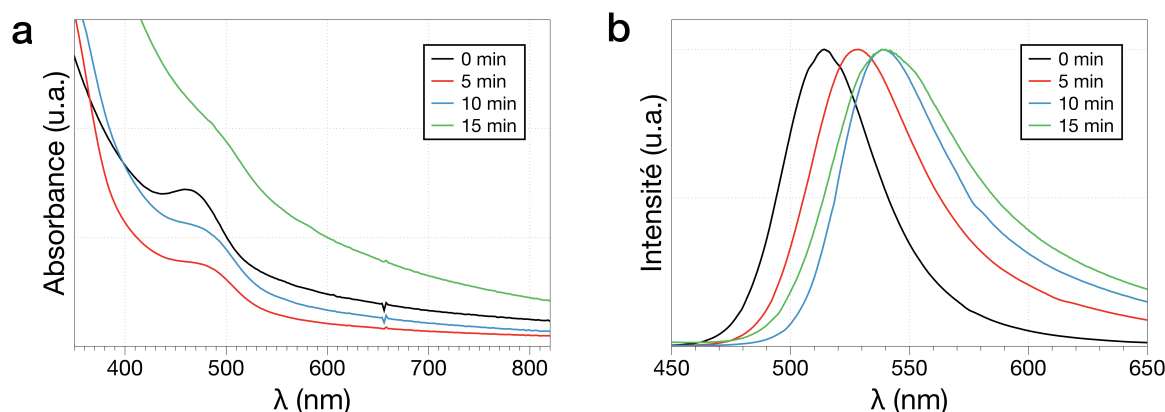 a
Absorbance (u.a.)
0 min
5 min
10 min
15 min
400 500 600 700 800
λ (nm)
b
Intensité (u.a.)
0 min
5 min
10 min
15 min
450 500 550 600 650
λ (nm)